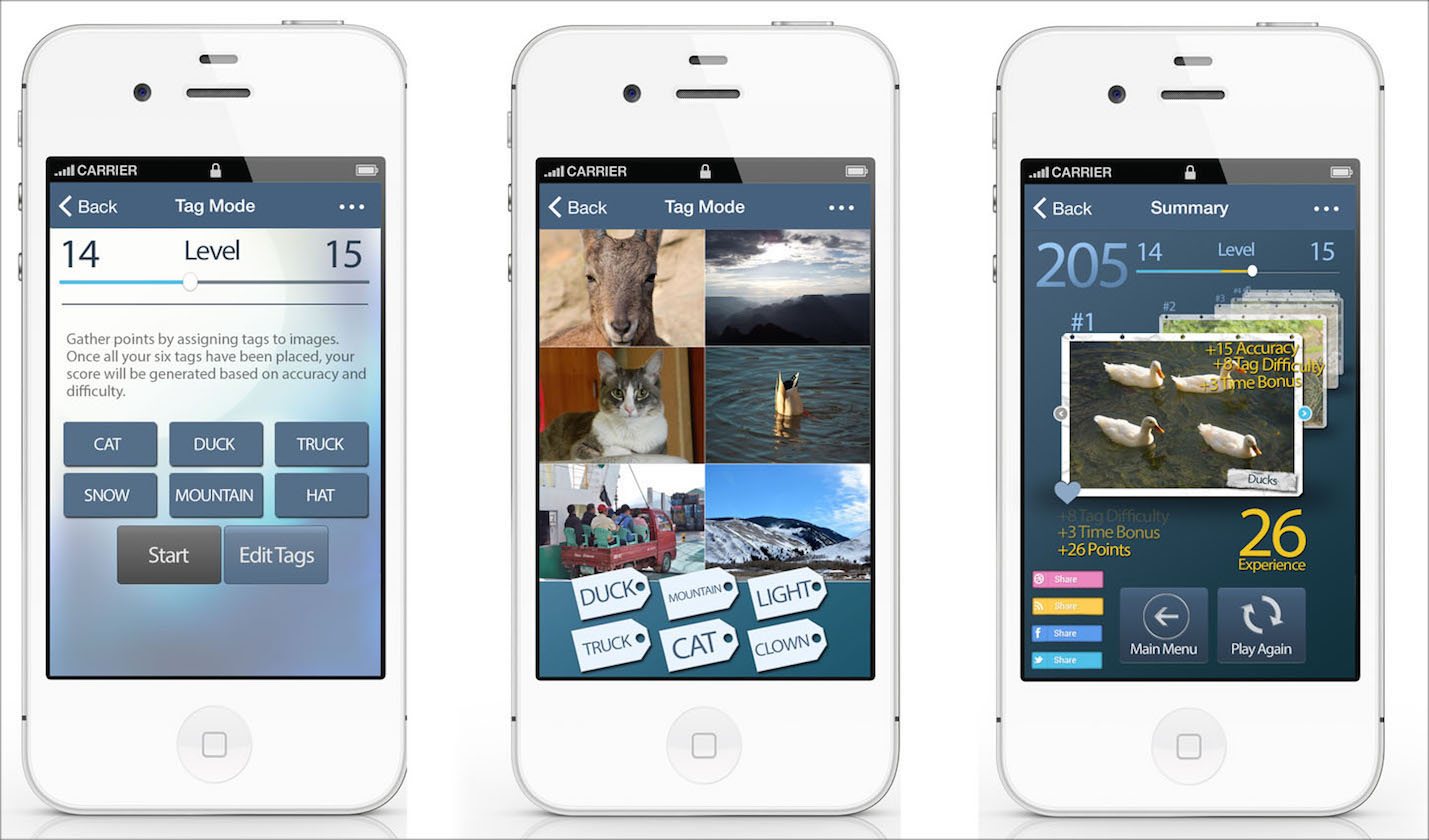 CARRIER
Back Tag Mode
14 Level 15
Gather points by assigning tags to images.
Once all your six tags have been placed, your
score will be generated based on accuracy and
difficulty.
CAT DUCK TRUCK
SNOW MOUNTAIN HAT
Start Edit Tags
CARRIER
Back Tag Mode
DUCK MOUNTAIN LIGHT
TRUCK CAT CLOWN
CARRIER
Back Summary
205 14 Level 15
#4
#3
#2
#1
+15 Accuracy
+8 Tag Difficulty
+3 Time Bonus
Ducks
+8 Tag Difficulty
+3 Time Bonus
+26 Points
26
Experience
Share
Share
Share
Share
Main Menu Play Again